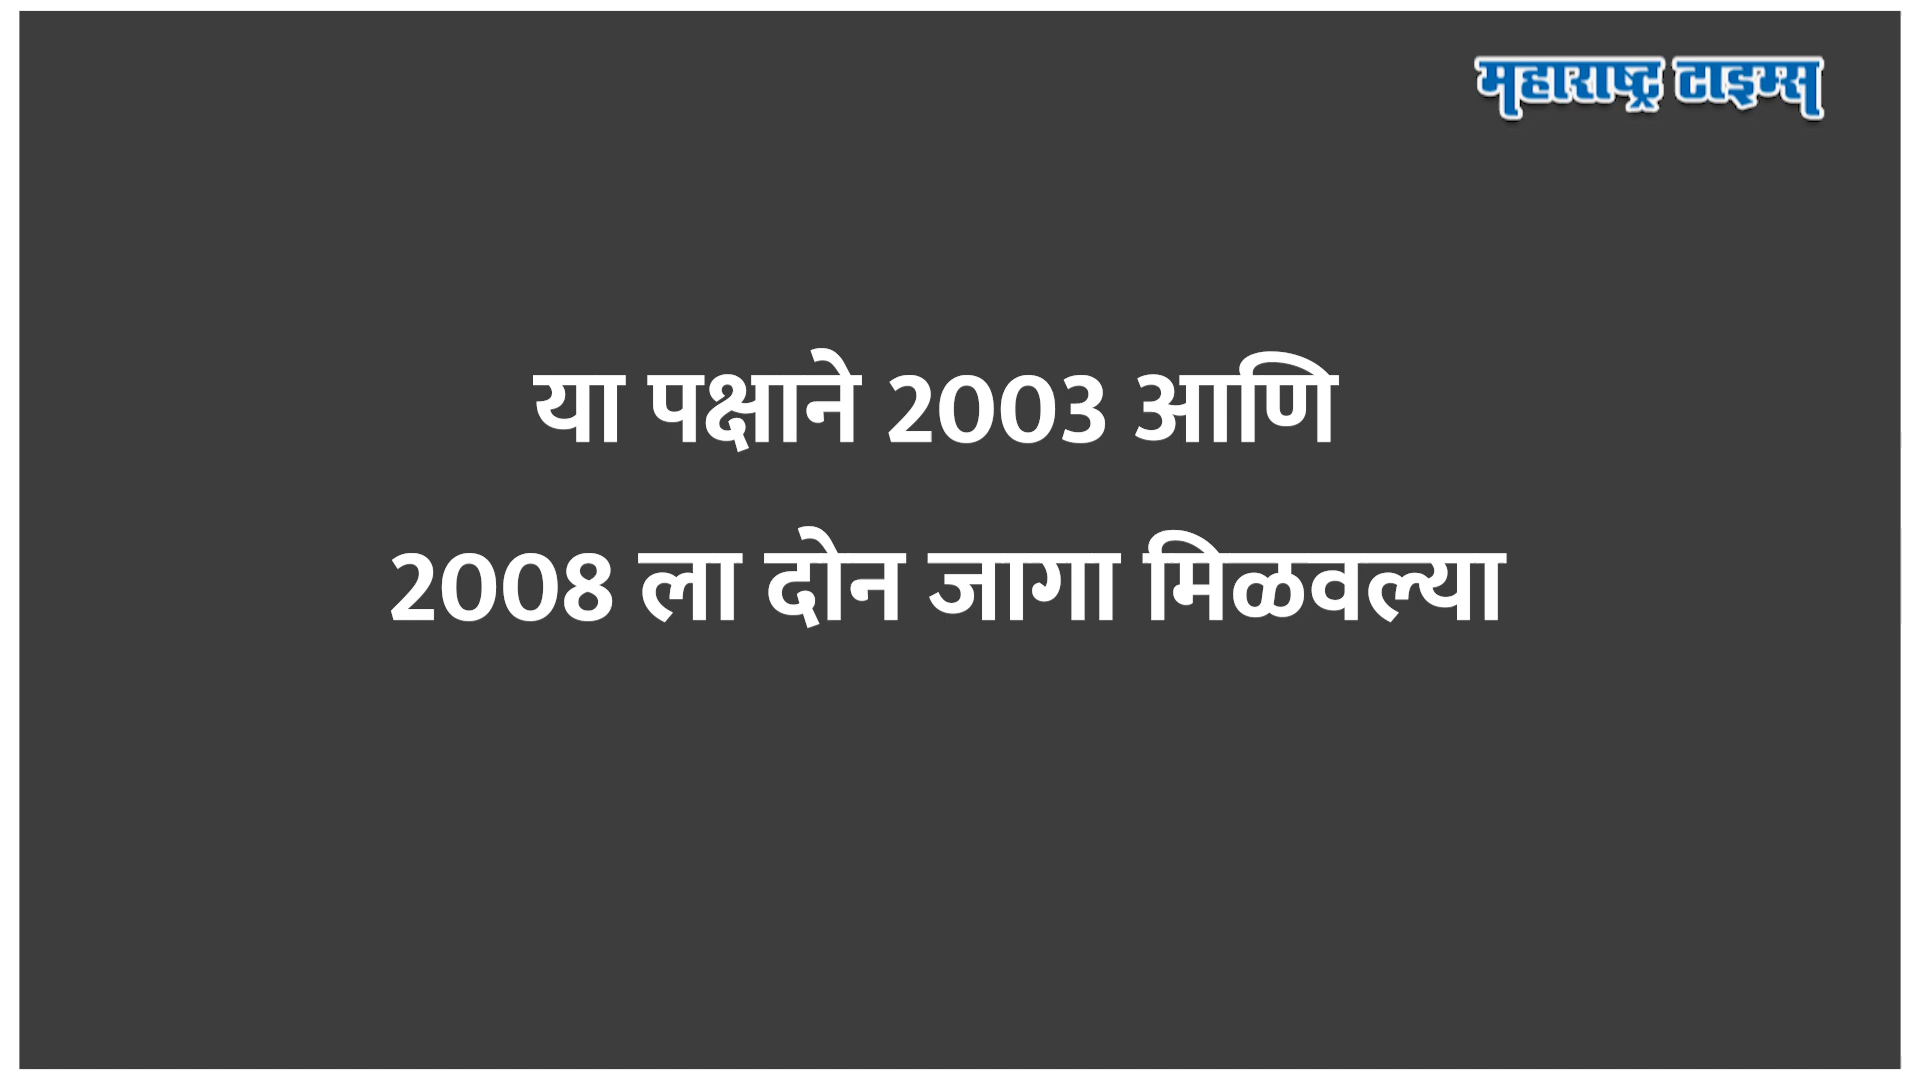 महाराष्ट्र टाइम्स
या पक्षाने 2003 आणि
2008 ला दोन जागा मिळवल्या